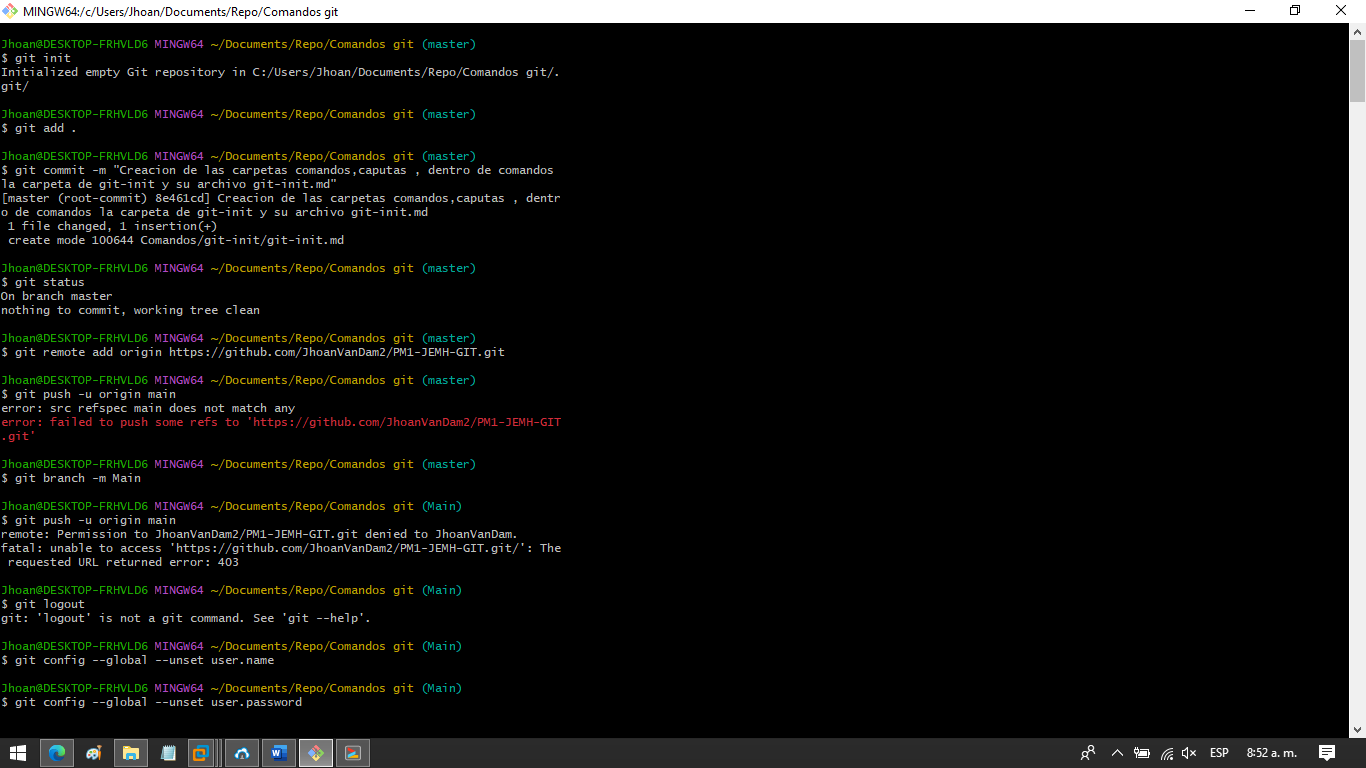 MINGW64:/c/Users/Jhoan/Documents/Repo/Comandos git
Jhoan@DESKTOP-FRHVLD6 MINGW64 ~/Documents/Repo/Comandos git (master)
$ git init
Initialized empty Git repository in C:/Users/Jhoan/Documents/Repo/Comandos git/.
git/
Jhoan@DESKTOP-FRHVLD6 MINGW64 ~/Documents/Repo/Comandos git (master)
$ git add .
Jhoan@DESKTOP-FRHVLD6 MINGW64 ~/Documents/Repo/Comandos git (master)
$ git commit -m "Creacion de las carpetas comandos,caputas , dentro de comandos
la carpeta de git-init y su archivo git-init.md"
[master (root-commit) 8e461cd] Creacion de las carpetas comandos,caputas , dentr
o de comandos la carpeta de git-init y su archivo git-init.md
1 file changed, 1 insertion(+)
create mode 100644 Comandos/git-init/git-init.md
Jhoan@DESKTOP-FRHVLD6 MINGW64 ~/Documents/Repo/Comandos git (master)
$ git status
On branch master
nothing to commit, working tree clean
Jhoan@DESKTOP-FRHVLD6 MINGW64 ~/Documents/Repo/Comandos git (master)
$ git remote add origin https://github.com/JhoanVanDam2/PM1-JEMH-GIT.git
Jhoan@DESKTOP-FRHVLD6 MINGW64 ~/Documents/Repo/Comandos git (master)
$ git push -u origin main
error: src refspec main does not match any
error: failed to push some refs to 'https://github.com/JhoanVanDam2/PM1-JEMH-GIT
.git'
Jhoan@DESKTOP-FRHVLD6 MINGW64 ~/Documents/Repo/Comandos git (master)
$ git branch -m Main
Jhoan@DESKTOP-FRHVLD6 MINGW64 ~/Documents/Repo/Comandos git (Main)
$ git push -u origin main
remote: Permission to JhoanVanDam2/PM1-JEMH-GIT.git denied to JhoanVanDam.
fatal: unable to access 'https://github.com/JhoanVanDam2/PM1-JEMH-GIT.git/': The
requested URL returned error: 403
Jhoan@DESKTOP-FRHVLD6 MINGW64 ~/Documents/Repo/Comandos git (Main)
$ git logout
git: 'logout' is not a git command. See 'git --help'.
Jhoan@DESKTOP-FRHVLD6 MINGW64 ~/Documents/Repo/Comandos git (Main)
$ git config --global --unset user.name
Jhoan@DESKTOP-FRHVLD6 MINGW64 ~/Documents/Repo/Comandos git (Main)
$ git config --global --unset user.password
ESP
8:52 a. m.